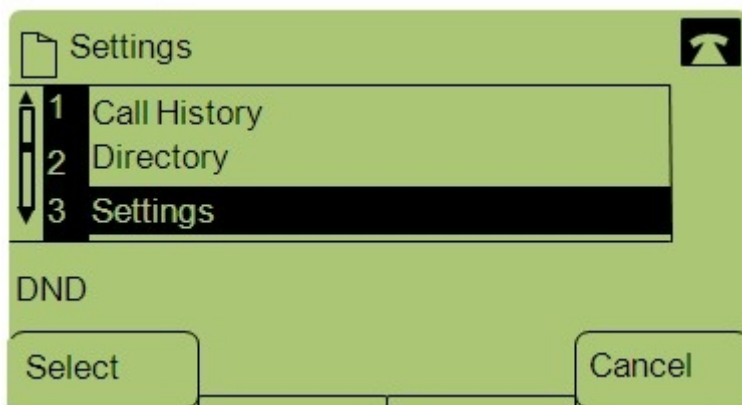 Settings
1 Call History
2 Directory
3 Settings
DND
Select Cancel